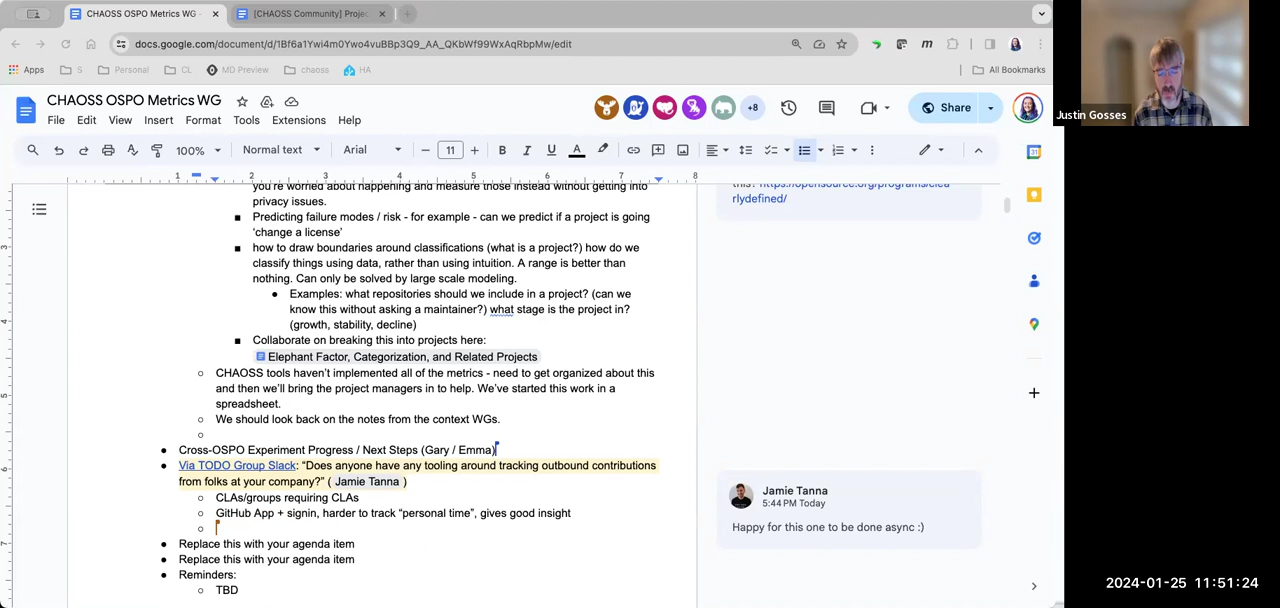 CHAOSS OSPO Metrics WG -
[CHAOSS Community] Projec
docs.google.com/document/d/1Bf6a1Ywi4m0Ywo4vuBBp3Q9_AA_QKbWf99WxAqRbpMw/edit
Apps
S
Personal
CL
MD Preview
chaoss
HA
All Bookmarks
CHAOSS OSPO Metrics WG
File Edit View Insert Format Tools Extensions Help
+8
Share
100%
Normal text
Arial
11
1 2 3 4 5 6 7 8
you're worried about happening and measure those instead without getting into
privacy issues.
Predicting failure modes / risk - for example - can we predict if a project is going
'change a license'
how to draw boundaries around classifications (what is a project?) how do we
classify things using data, rather than using intuition. A range is better than
nothing. Can only be solved by large scale modeling.
Examples: what repositories should we include in a project? (can we
know this without asking a maintainer?) what stage is the project in?
(growth, stability, decline)
Collaborate on breaking this into projects here:
Elephant Factor, Categorization, and Related Projects
CHAOSS tools haven't implemented all of the metrics - need to get organized about this
and then we'll bring the project managers in to help. We've started this work in a
spreadsheet.
We should look back on the notes from the context WGs.
Cross-OSPO Experiment Progress / Next Steps (Gary / Emma)
Via TODO Group Slack: "Does anyone have any tooling around tracking outbound contributions
from folks at your company?" ( Jamie Tanna )
CLAs/groups requiring CLAs
GitHub App + signin, harder to track "personal time", gives good insight
Replace this with your agenda item
Replace this with your agenda item
Reminders:
TBD
this? https://opensource.org/programs/clea
rlydefined/
Jamie Tanna
5:44 PM Today
Happy for this one to be done async :)
Justin Gosses
2024-01-25 11:51:24